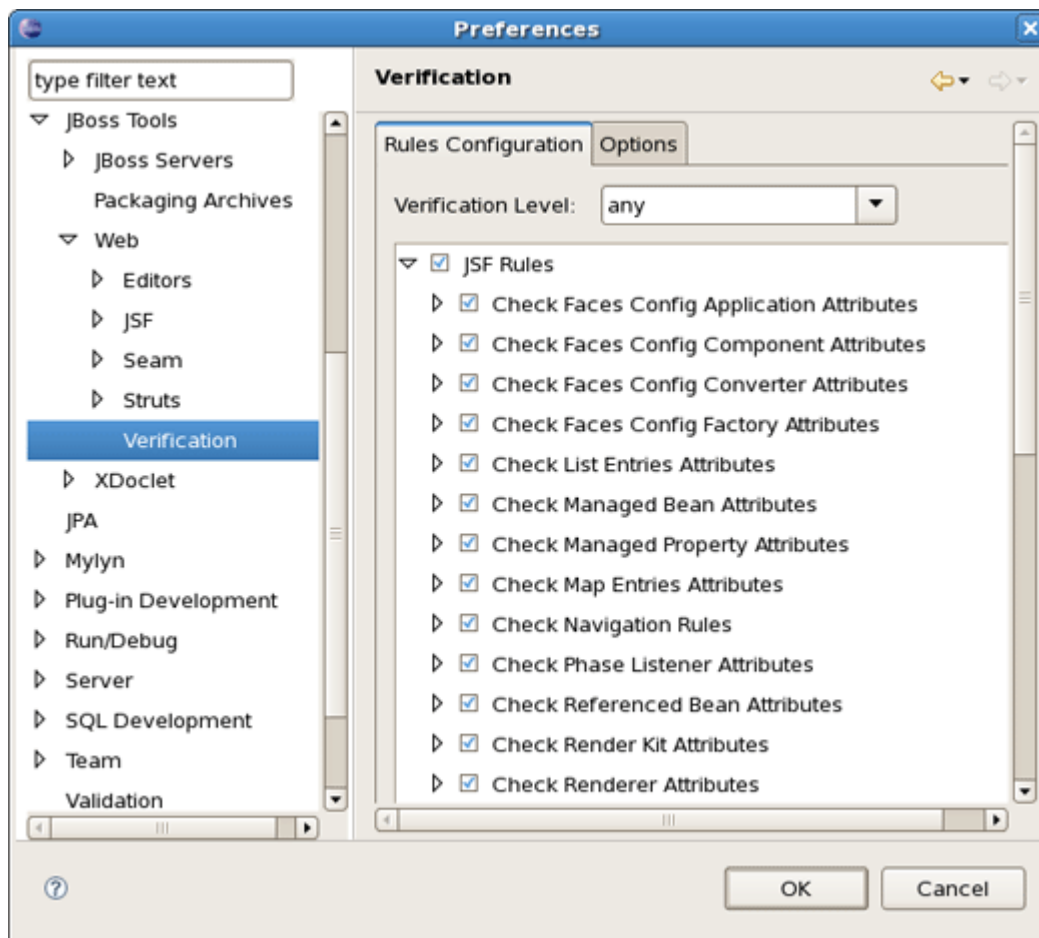 Preferences
type filter text
JBoss Tools
JBoss Servers
Packaging Archives
Web
Editors
JSF
Seam
Struts
Verification
XDoclet
JPA
Mylyn
Plug-in Development
Run/Debug
Server
SQL Development
Team
Validation
Verification
Rules Configuration
Options
Verification Level:
any
JSF Rules
Check Faces Config Application Attributes
Check Faces Config Component Attributes
Check Faces Config Converter Attributes
Check Faces Config Factory Attributes
Check List Entries Attributes
Check Managed Bean Attributes
Check Managed Property Attributes
Check Map Entries Attributes
Check Navigation Rules
Check Phase Listener Attributes
Check Referenced Bean Attributes
Check Render Kit Attributes
Check Renderer Attributes
?
OK
Cancel